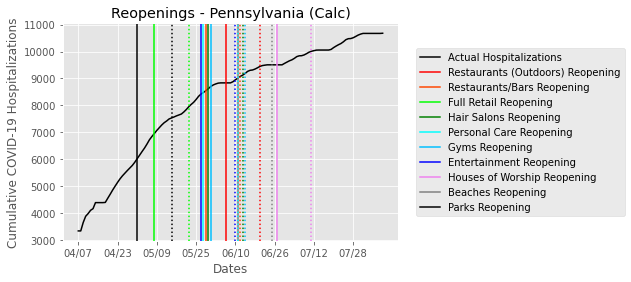 Reopenings - Pennsylvania (Calc)
Cumulative COVID-19 Hospitalizations
11000
10000
9000
8000
7000
6000
5000
4000
3000
04/07
04/23
05/09
05/25
06/10
06/26
07/12
07/28
Dates
Actual Hospitalizations
Restaurants (Outdoors) Reopening
Restaurants/Bars Reopening
Full Retail Reopening
Hair Salons Reopening
Personal Care Reopening
Gyms Reopening
Entertainment Reopening
Houses of Worship Reopening
Beaches Reopening
Parks Reopening